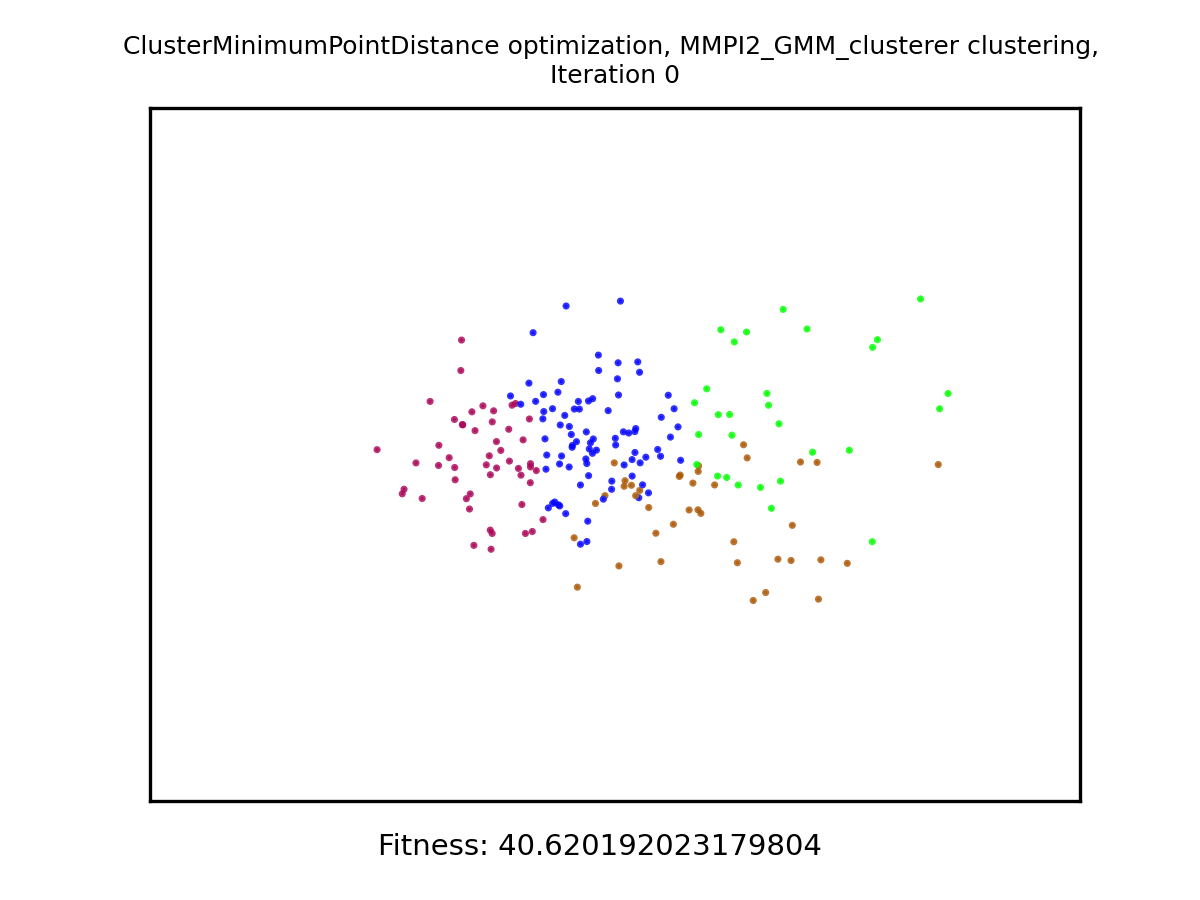 ClusterMinimumPointDistance optimization, MMPI2_GMM_clusterer clustering,
Iteration 0
Fitness: 40.620192023179804